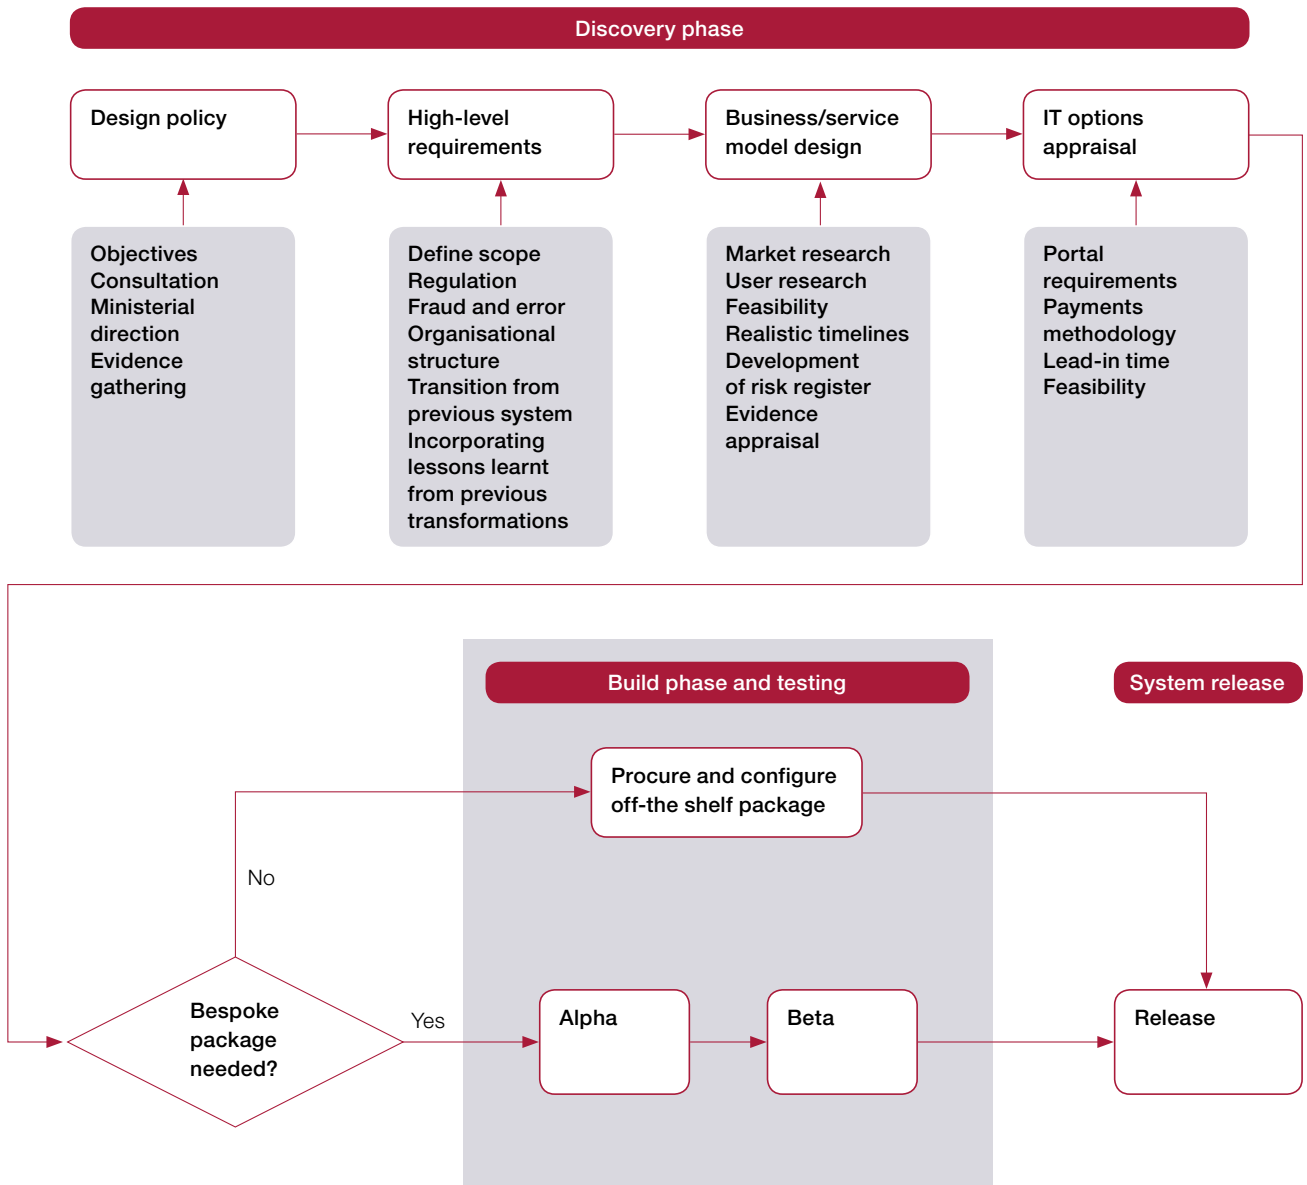 Discovery phase
Design policy
High-level
requirements
Business/service
model design
IT options
appraisal
Objectives
Consultation
Ministerial
direction
Evidence
gathering
Define scope
Regulation
Fraud and error
Organisational
structure
Transition from
previous system
Incorporating
lessons learnt
from previous
transformations
Market research
User research
Feasibility
Realistic timelines
Development
of risk register
Evidence
appraisal
Portal
requirements
Payments
methodology
Lead-in time
Feasibility
Build phase and testing
System release
Procure and configure
off-the shelf package
No
Bespoke
package
needed?
Yes
Alpha
Beta
Release